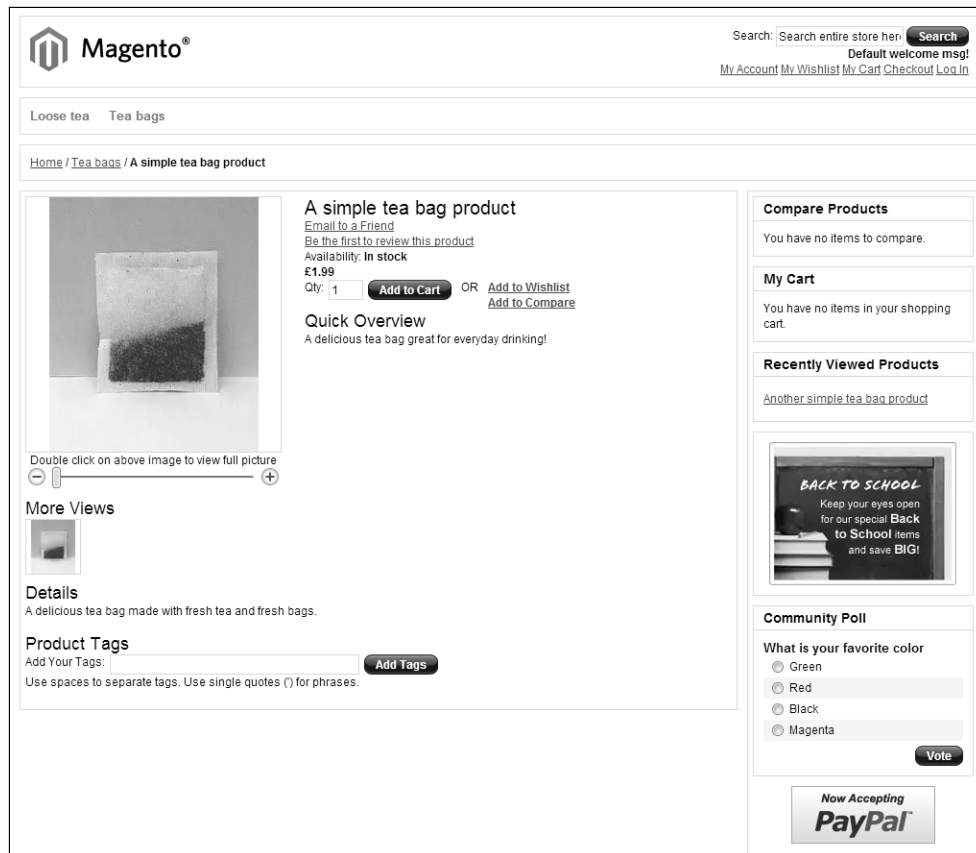 Magento®
Search: Search entire store here Search
Default welcome msg!
My Account My Wishlist My Cart Checkout Log In
Loose tea Tea bags
Home / Tea bags / A simple tea bag product
A simple tea bag product
Email to a Friend
Be the first to review this product
Availability: In stock
£1.99
Qty: 1 Add to Cart OR Add to Wishlist
Add to Compare
Quick Overview
A delicious tea bag great for everyday drinking!
Double click on above image to view full picture
More Views
Details
A delicious tea bag made with fresh tea and fresh bags.
Product Tags
Add Your Tags: Add Tags
Use spaces to separate tags. Use single quotes (') for phrases.
Compare Products
You have no items to compare.
My Cart
You have no items in your shopping
cart.
Recently Viewed Products
Another simple tea bag product
BACK TO SCHOOL
Keep your eyes open
for our special Back
to School items
and save BIG!
Community Poll
What is your favorite color
Green
Red
Black
Magenta
Vote
Now Accepting
PayPal™